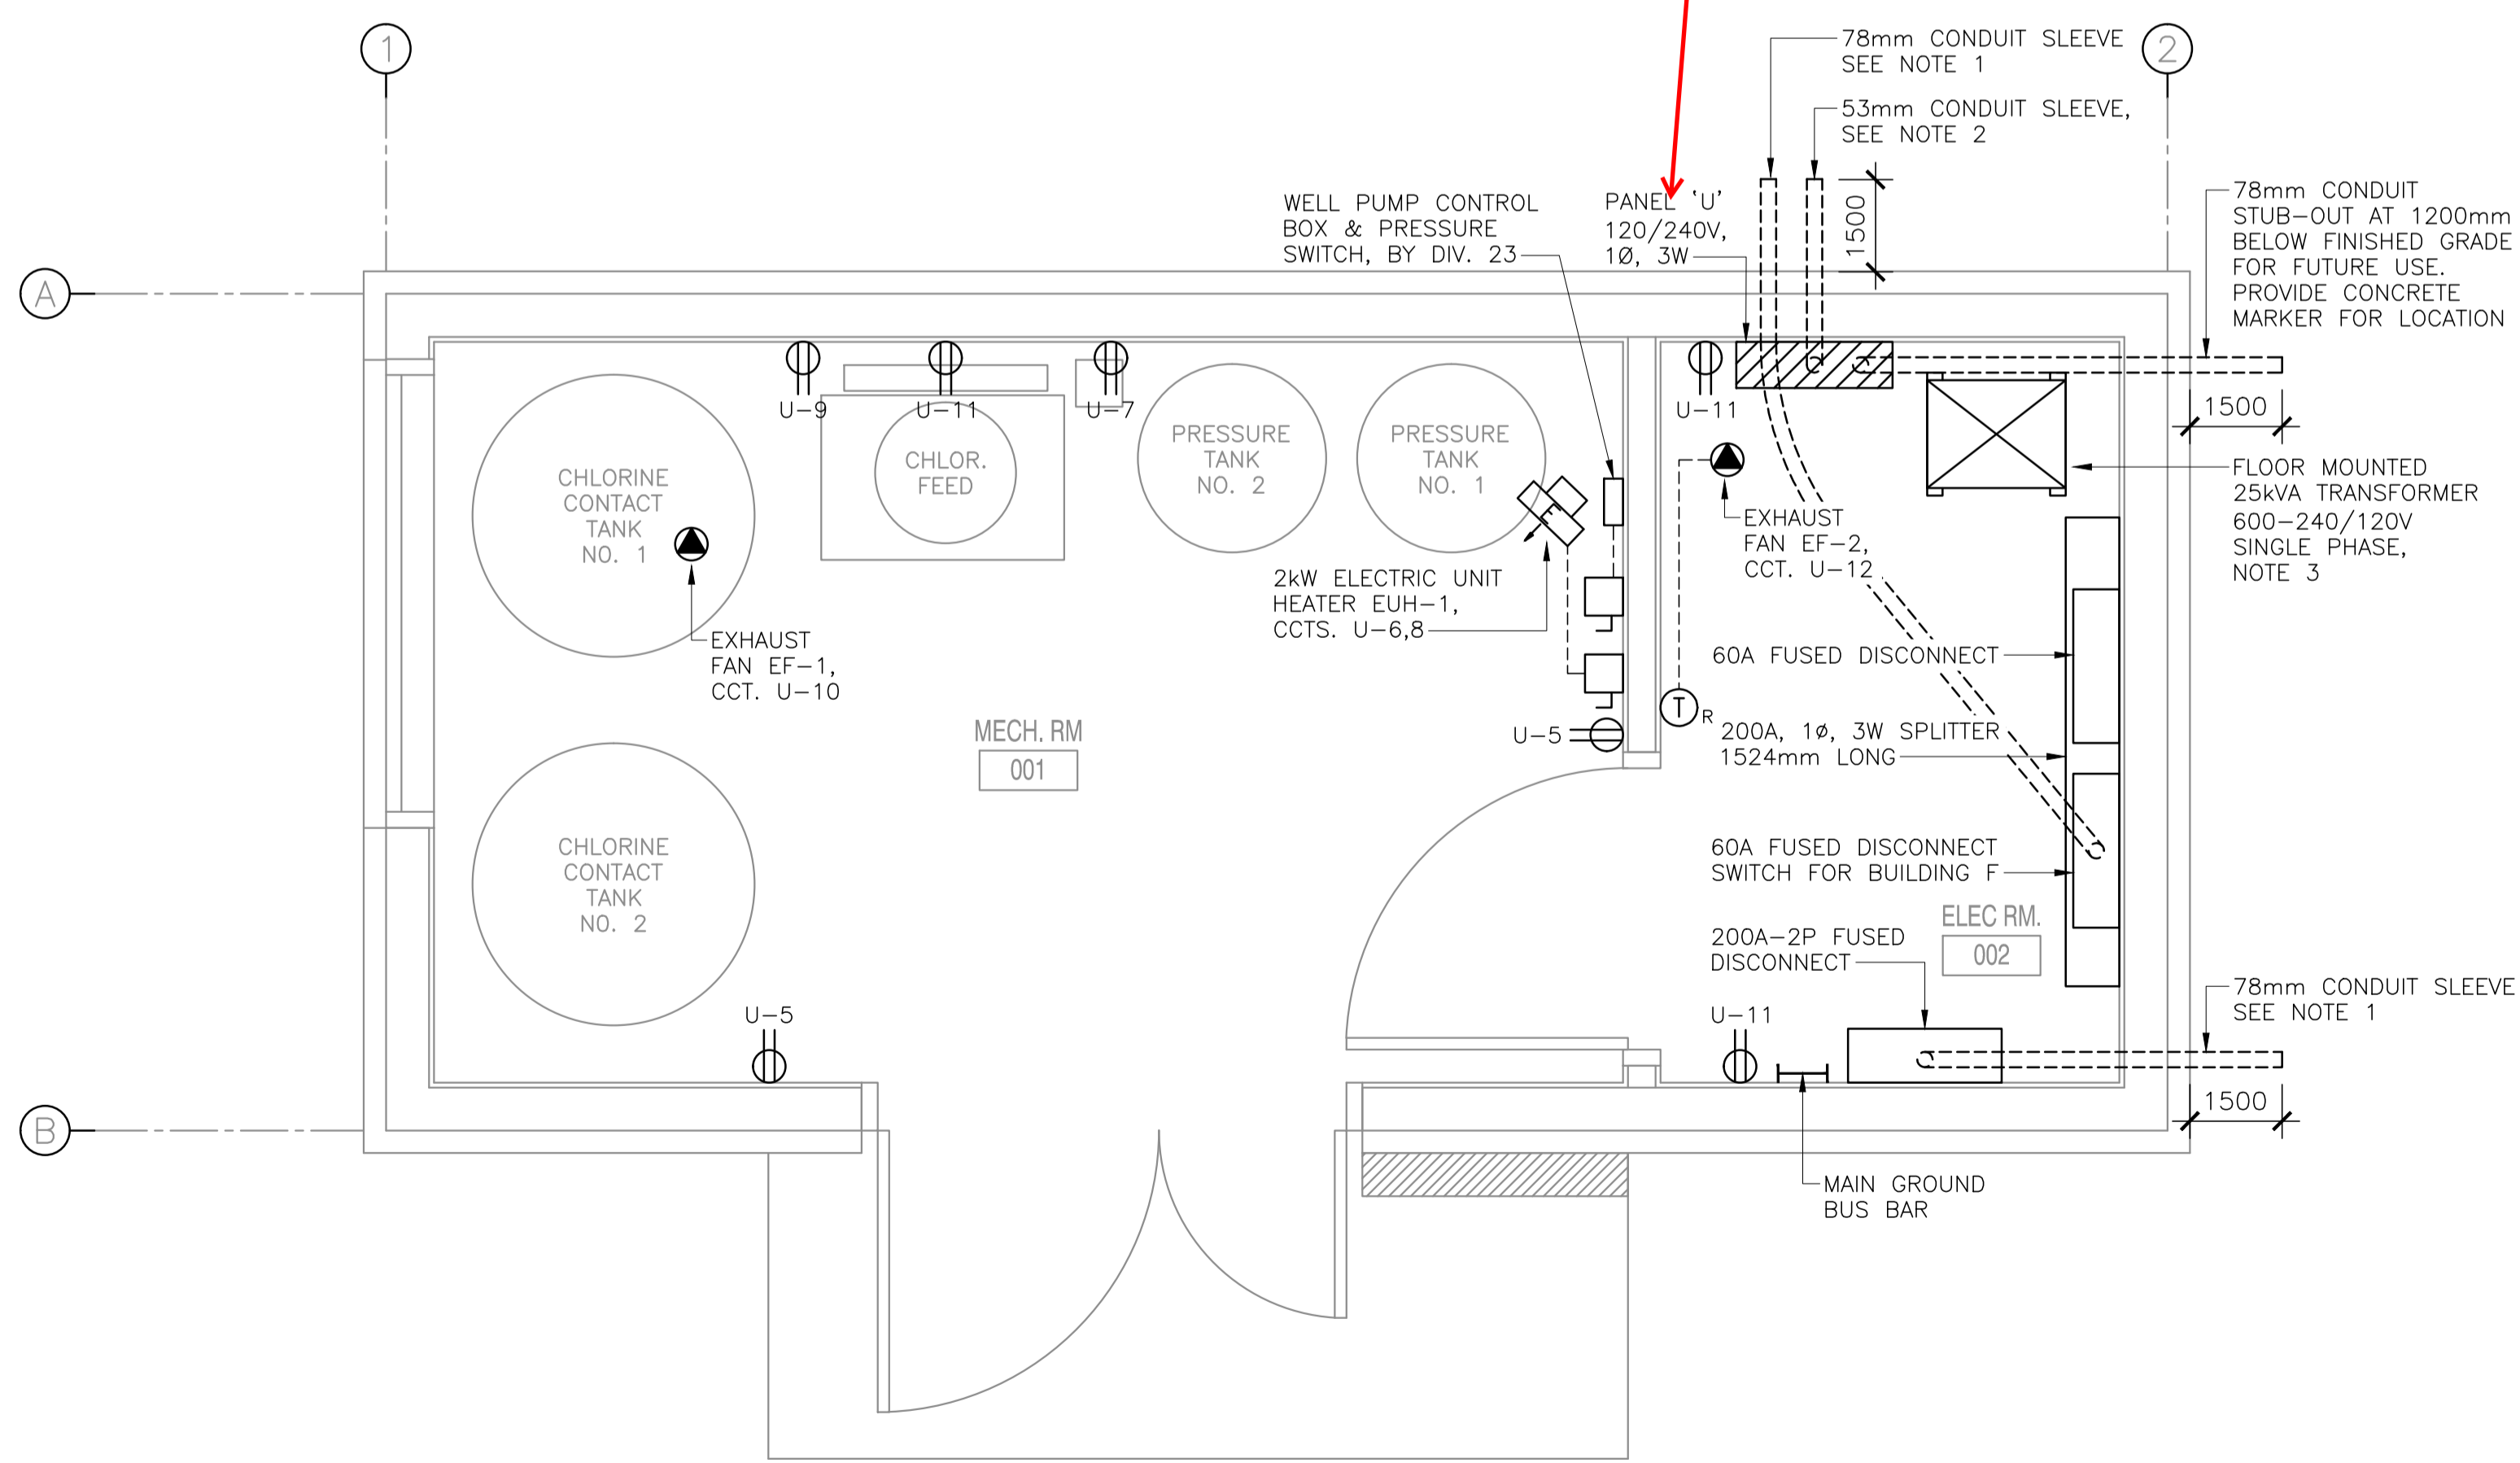 1
2
78mm CONDUIT SLEEVE
SEE NOTE 1
53mm CONDUIT SLEEVE,
SEE NOTE 2
WELL PUMP CONTROL
BOX & PRESSURE
SWITCH, BY DIV. 23
PANEL 'U'
120/240V,
1Ø, 3W
1500
78mm CONDUIT
STUB-OUT AT 1200mm
BELOW FINISHED GRADE
FOR FUTURE USE.
PROVIDE CONCRETE
MARKER FOR LOCATION
A
U-9
U-11
U-7
U-11
1500
CHLORINE
CONTACT
TANK
NO. 1
CHLOR.
FEED
PRESSURE
TANK
NO. 2
PRESSURE
TANK
NO. 1
FLOOR MOUNTED
25kVA TRANSFORMER
600-240/120V
SINGLE PHASE,
NOTE 3
EXHAUST
FAN EF-2,
CCT. U-12
2kW ELECTRIC UNIT
HEATER EUH-1,
CCTS. U-6,8
EXHAUST
FAN EF-1,
CCT. U-10
60A FUSED DISCONNECT
T
R
MECH. RM
001
U-5
200A, 1ø, 3W SPLITTER
1524mm LONG
CHLORINE
CONTACT
TANK
NO. 2
60A FUSED DISCONNECT
SWITCH FOR BUILDING F
ELEC RM.
002
200A-2P FUSED
DISCONNECT
U-5
U-11
78mm CONDUIT SLEEVE
SEE NOTE 1
1500
B
MAIN GROUND
BUS BAR